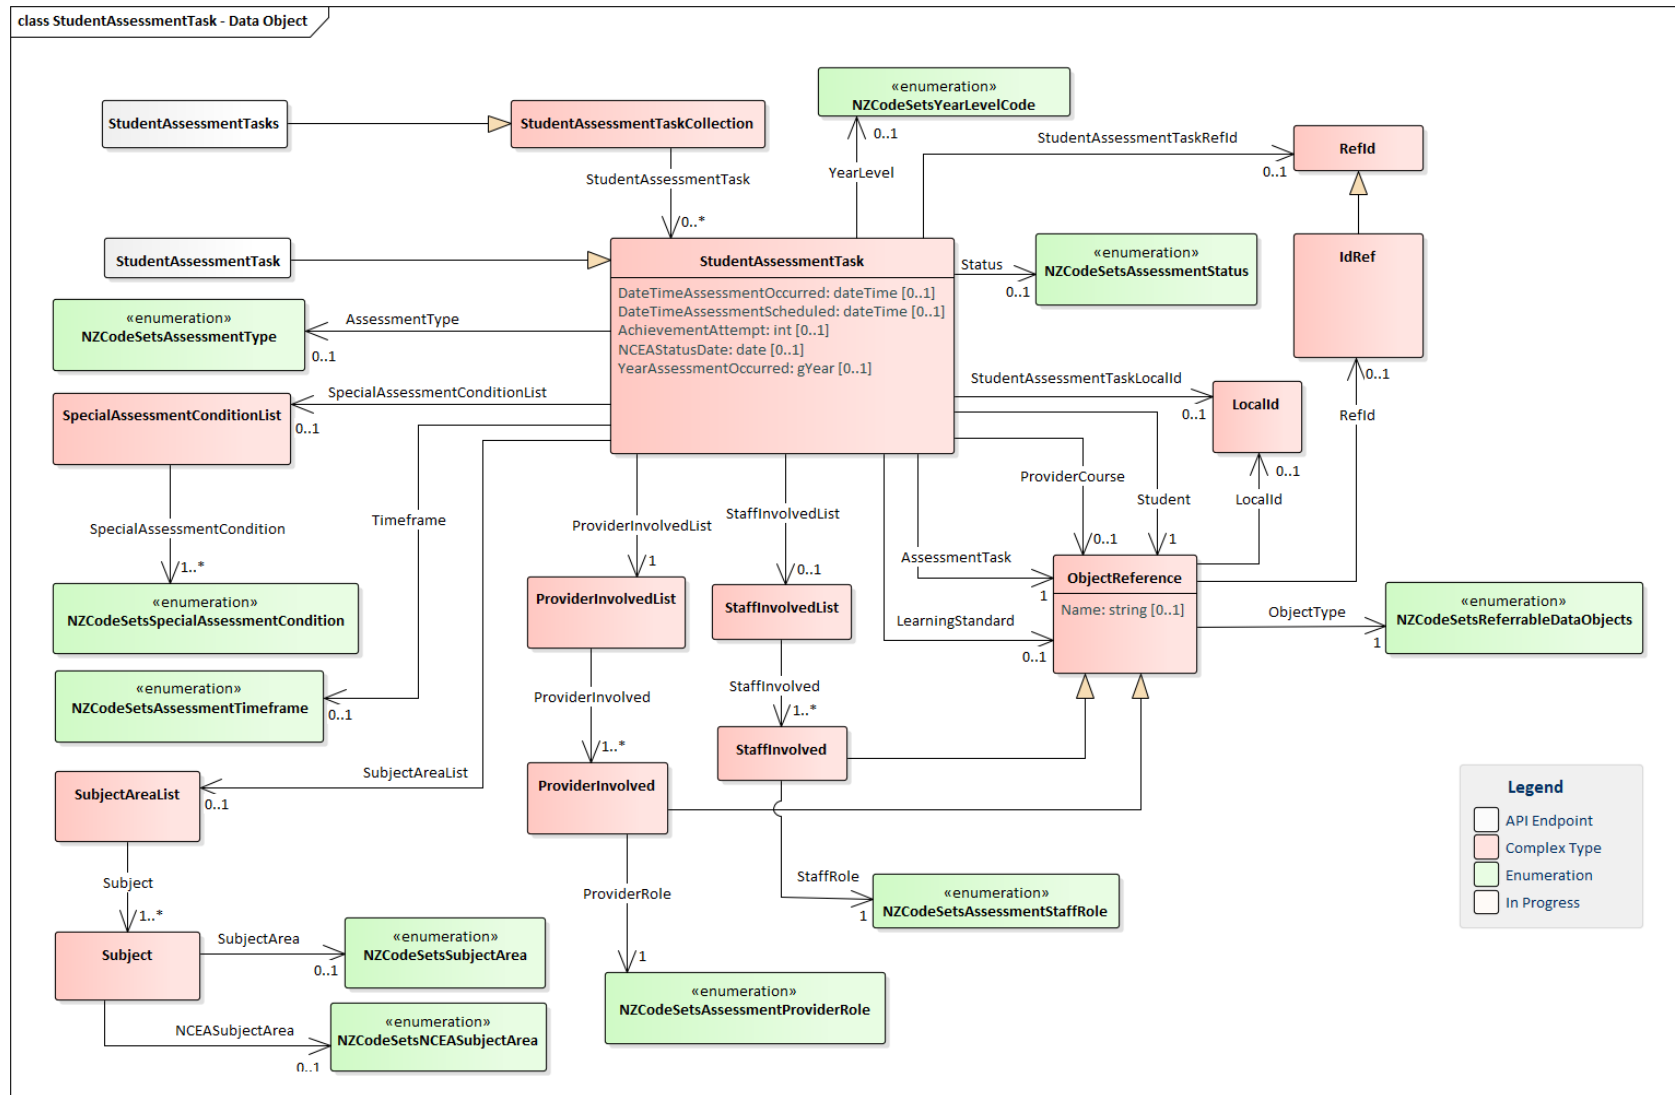 class StudentAssessmentTask - Data Object
«enumeration»
NZCodeSetsYearLevelCode
0..1
YearLevel
StudentAssessmentTasks
StudentAssessmentTaskCollection
StudentAssessmentTask
0..*
StudentAssessmentTaskRefId
0..1
RefId
IdRef
StudentAssessmentTask
StudentAssessmentTask
DateTimeAssessmentOccurred: dateTime [0..1]
DateTimeAssessmentScheduled: dateTime [0..1]
AchievementAttempt: int [0..1]
NCEAStatusDate: date [0..1]
YearAssessmentOccurred: gYear [0..1]
Status
0..1
«enumeration»
NZCodeSetsAssessmentStatus
«enumeration»
NZCodeSetsAssessmentType
AssessmentType
0..1
SpecialAssessmentConditionList
SpecialAssessmentConditionList
0..1
StudentAssessmentTaskLocalId
0..1
LocalId
0..1
RefId
0..1
LocalId
SpecialAssessmentCondition
1..*
«enumeration»
NZCodeSetsSpecialAssessmentCondition
Timeframe
0..1
«enumeration»
NZCodeSetsAssessmentTimeframe
ProviderInvolvedList
1
ProviderInvolvedList
StaffInvolvedList
0..1
StaffInvolvedList
ProviderCourse
0..1
Student
1
AssessmentTask
1
LearningStandard
0..1
ObjectReference
Name: string [0..1]
ObjectType
1
«enumeration»
NZCodeSetsReferrableDataObjects
ProviderInvolved
1..*
ProviderInvolved
StaffInvolved
1..*
StaffInvolved
SubjectAreaList
SubjectAreaList
0..1
Subject
1..*
Subject
SubjectArea
0..1
«enumeration»
NZCodeSetsSubjectArea
NCEASubjectArea
0..1
«enumeration»
NZCodeSetsNCEASubjectArea
ProviderRole
1
«enumeration»
NZCodeSetsAssessmentProviderRole
StaffRole
1
«enumeration»
NZCodeSetsAssessmentStaffRole
Legend
API Endpoint
Complex Type
Enumeration
In Progress